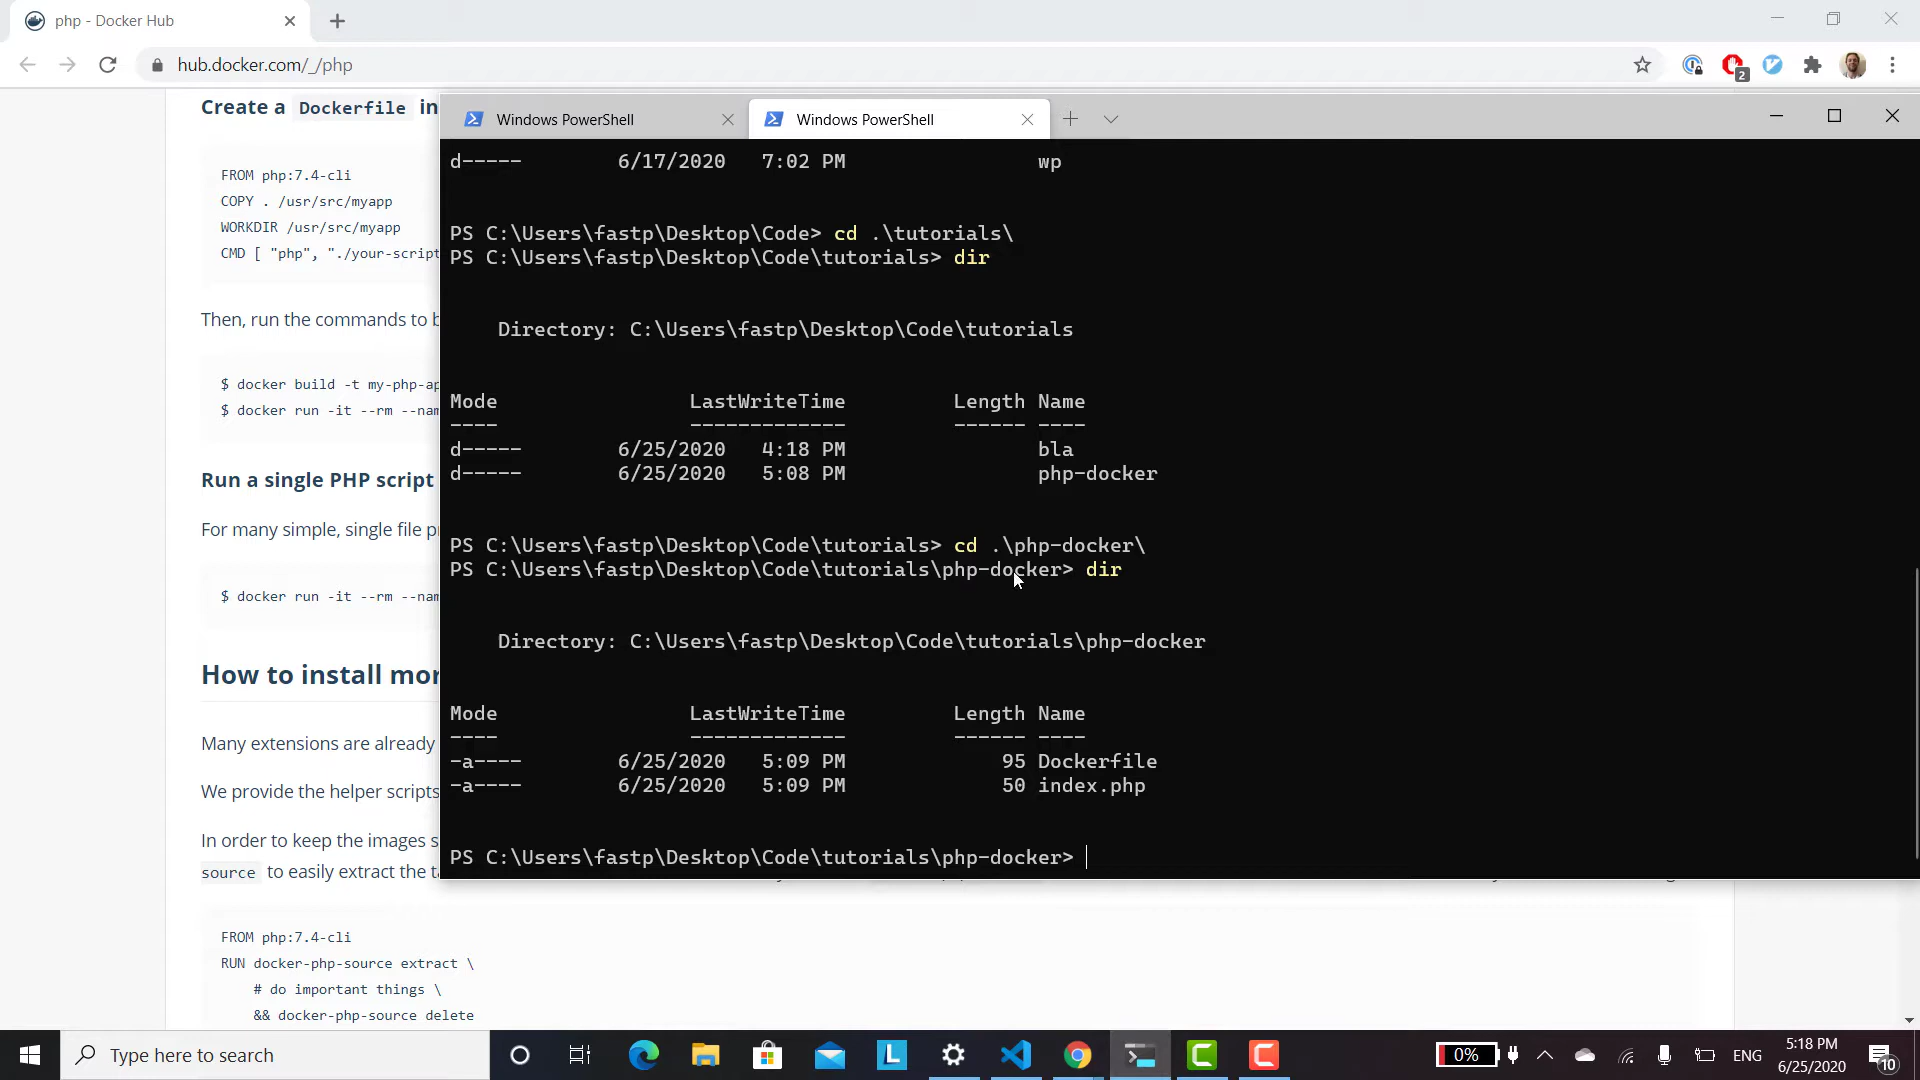 php - Docker Hub
hub.docker.com/_/php
2
Create a Dockerfile in
FROM php:7.4-cli
COPY . /usr/src/myapp
WORKDIR /usr/src/myapp
CMD [ "php", "./your-script
Then, run the commands to b
$ docker build -t my-php-ap
$ docker run -it --rm --nam
Run a single PHP script
For many simple, single file p
$ docker run -it --rm --nam
How to install mor
Many extensions are already
We provide the helper scripts
In order to keep the images s
source to easily extract the t
FROM php:7.4-cli
RUN docker-php-source extract \
# do important things \
&& docker-php-source delete
Windows PowerShell
Windows PowerShell
d----- 6/17/2020 7:02 PM wp
PS C:\Users\fastp\Desktop\Code> cd .\tutorials\
PS C:\Users\fastp\Desktop\Code\tutorials> dir
Directory: C:\Users\fastp\Desktop\Code\tutorials
Mode LastWriteTime Length Name
---- ------------- ------ ----
d----- 6/25/2020 4:18 PM bla
d----- 6/25/2020 5:08 PM php-docker
PS C:\Users\fastp\Desktop\Code\tutorials> cd .\php-docker\
PS C:\Users\fastp\Desktop\Code\tutorials\php-docker> dir
Directory: C:\Users\fastp\Desktop\Code\tutorials\php-docker
Mode LastWriteTime Length Name
---- ------------- ------ ----
-a---- 6/25/2020 5:09 PM 95 Dockerfile
-a---- 6/25/2020 5:09 PM 50 index.php
PS C:\Users\fastp\Desktop\Code\tutorials\php-docker>
Type here to search
L
0%
ENG
5:18 PM
6/25/2020
10